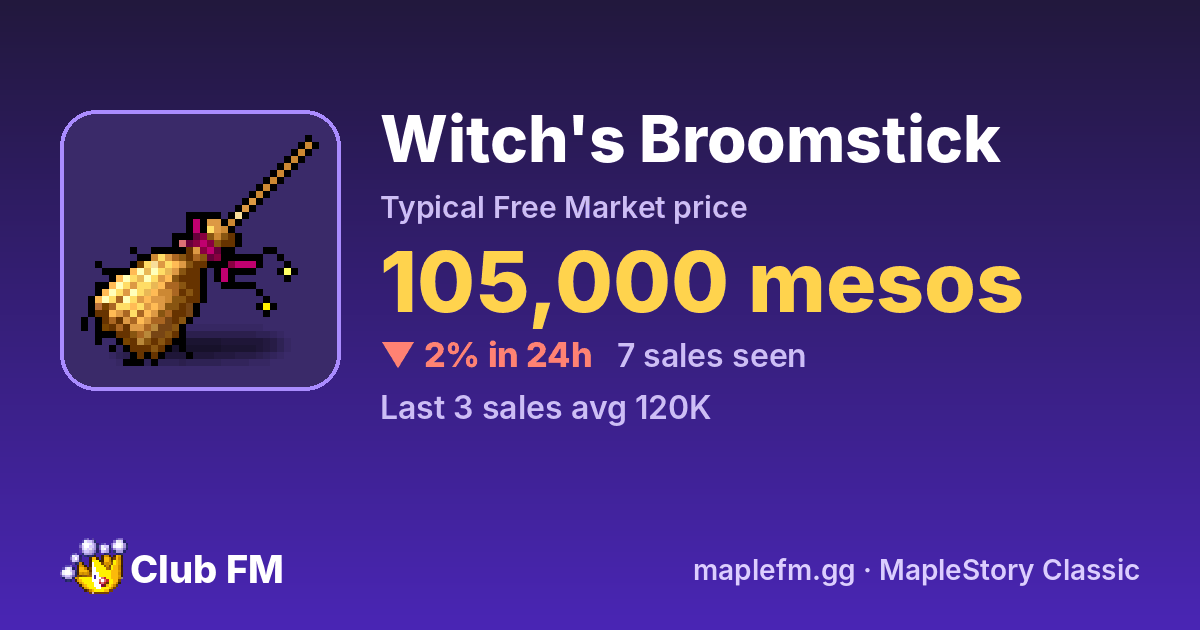 Witch's Broomstick
Typical Free Market price
105,000 mesos
▼ 2% in 24h 7 sales seen
Last 3 sales avg 120K
Club FM
maplefm.gg · MapleStory Classic